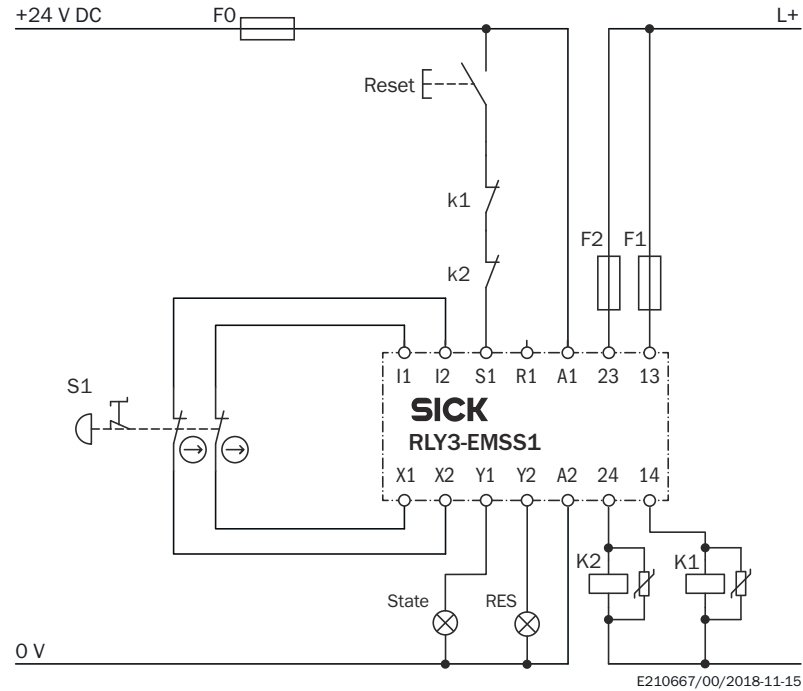 +24 V DC F0 L+
Reset
k1
k2
F2 F1
I1 I2 S1 R1 A1 23 13
S1
SICK
RLY3-EMSS1
X1 X2 Y1 Y2 A2 24 14
K2 K1
State RES
0 V
E210667/00/2018-11-15